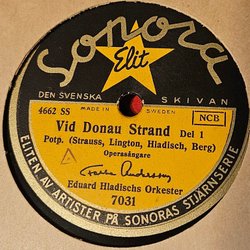 Sonora
Elit
DEN SVENSKA SKIVAN
4662 SS
MADE IN SWEDEN
NCB
Vid Donau Strand Del 1
Potp. (Strauss, Lington, Hladisch, Berg)
Operasångare
Eduard Hladischs Orkester
7031
ELITEN AV ARTISTER PÅ SONORAS STJÄRNSERIE